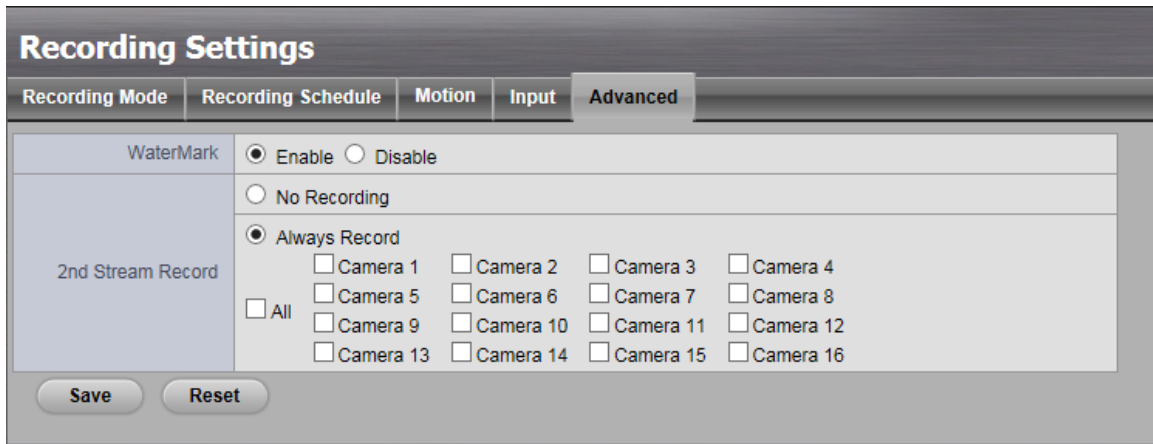 Recording Settings
Recording Mode Recording Schedule Motion Input Advanced
WaterMark Enable Disable
No Recording
Always Record
2nd Stream Record
Camera 1 Camera 2 Camera 3 Camera 4
Camera 5 Camera 6 Camera 7 Camera 8
All
Camera 9 Camera 10 Camera 11 Camera 12
Camera 13 Camera 14 Camera 15 Camera 16
Save Reset